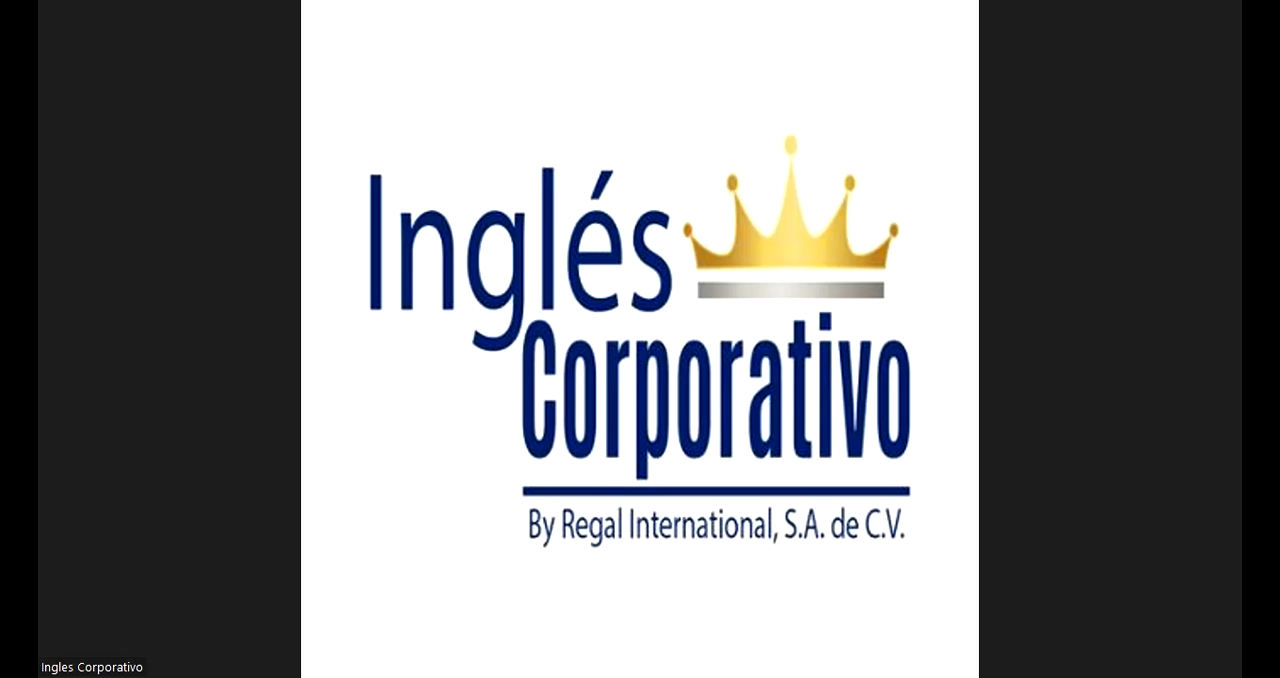 Inglés
Corporativo
By Regal International, S.A. de C.V.
Ingles Corporativo